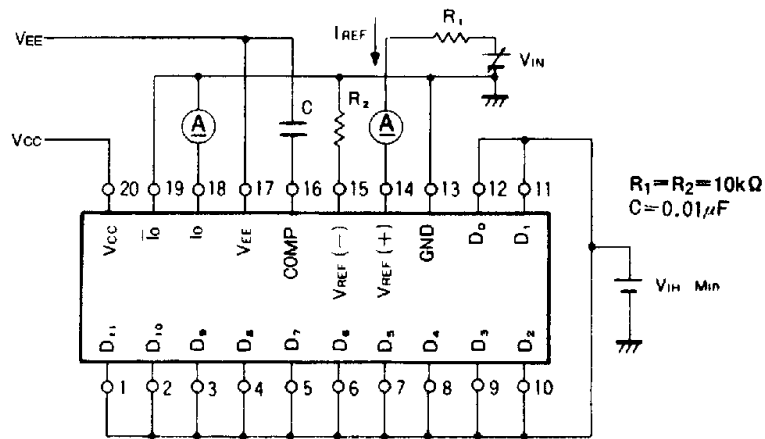 R₁
VEE
IREF
VIN
R₂
C
A
A
VCC
20 19 18 17 16 15 14 13 12 11
VCC
I̅o
Io
VEE
COMP
VREF (−)
VREF (+)
GND
D₀
D₁
R₁=R₂=10kΩ
C=0.01μF
VIH Min
D₁₁
D₁₀
D₉
D₈
D₇
D₆
D₅
D₄
D₃
D₂
1 2 3 4 5 6 7 8 9 10